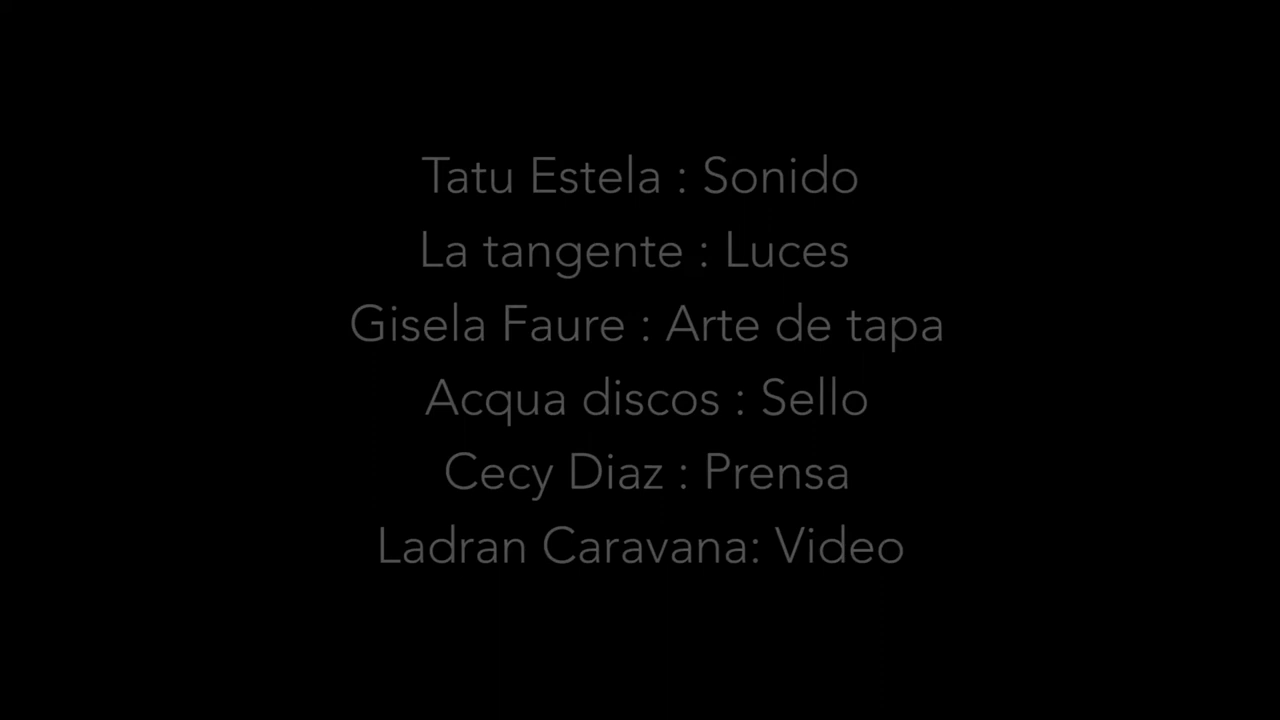 Tatu Estela : Sonido
La tangente : Luces
Gisela Faure : Arte de tapa
Acqua discos : Sello
Cecy Diaz : Prensa
Ladran Caravana: Video